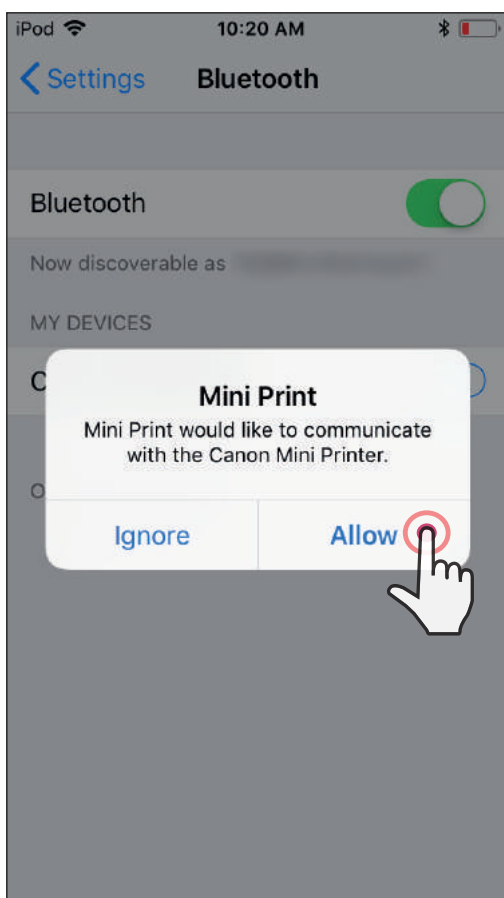 iPod 10:20 AM
Settings Bluetooth
Bluetooth
Now discoverable as
MY DEVICES
C
Mini Print
Mini Print would like to communicate
with the Canon Mini Printer.
O
Ignore Allow